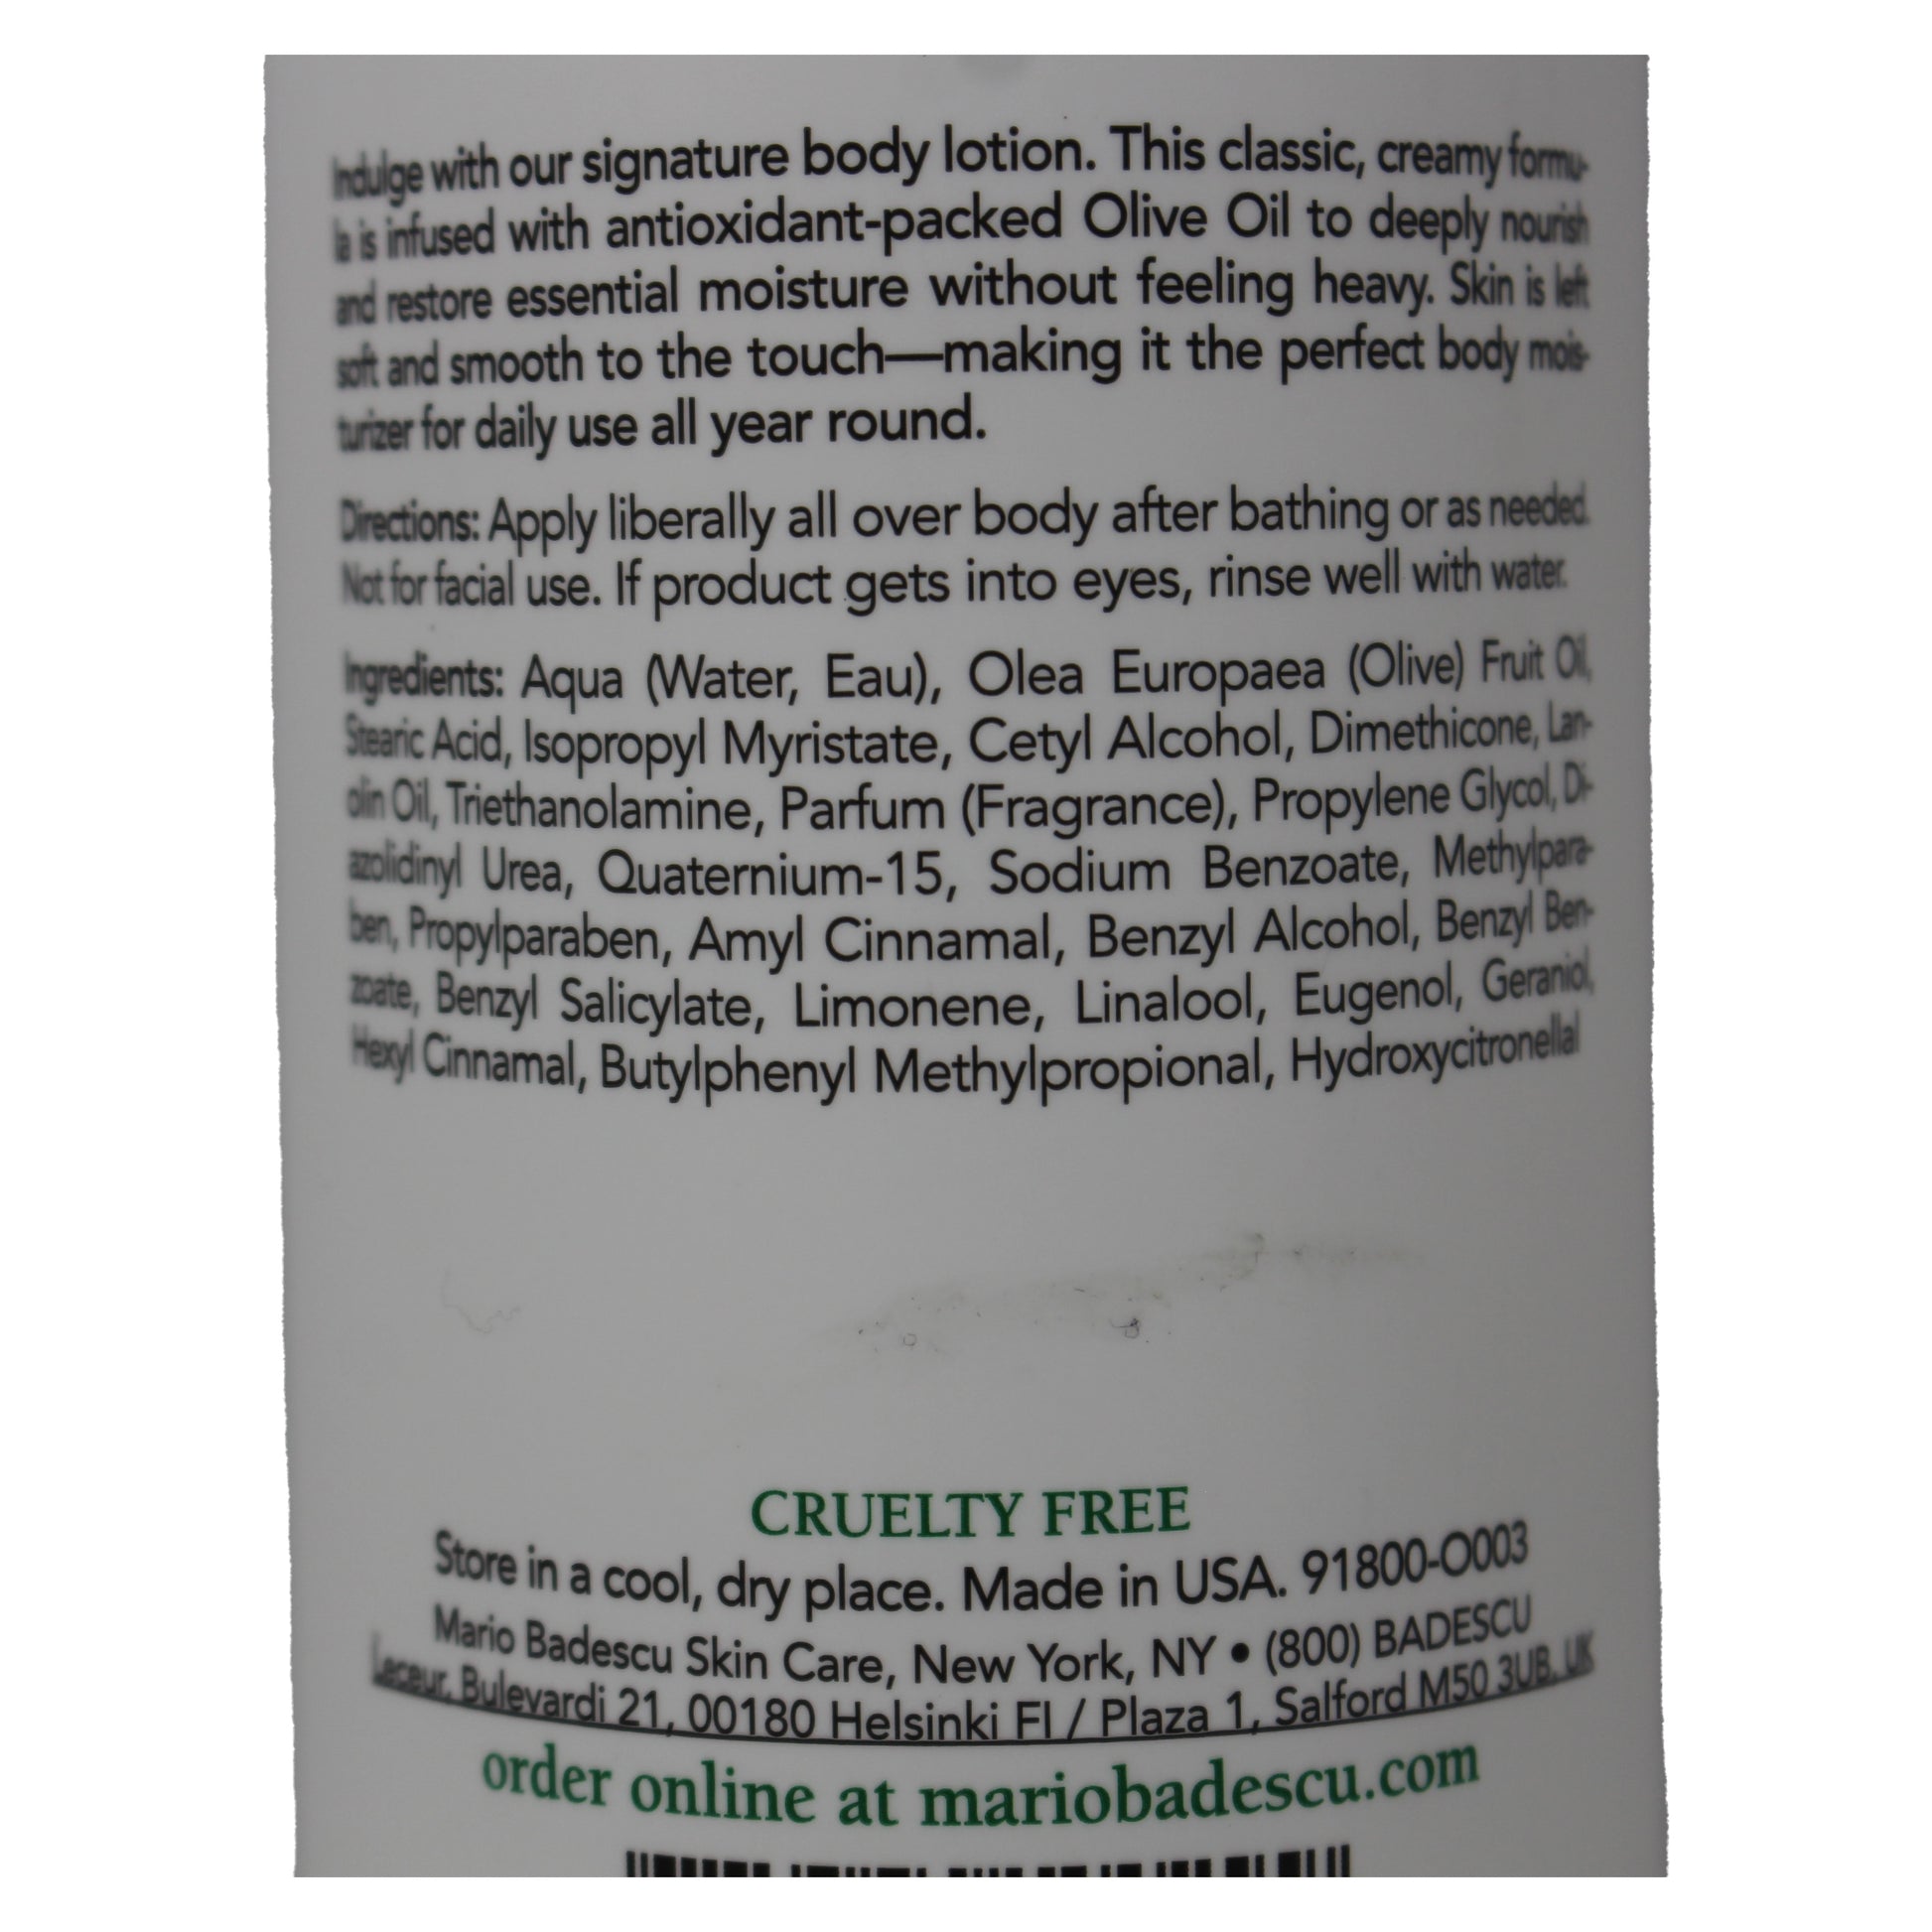 Indulge with our signature body lotion. This classic, creamy formu-
la is infused with antioxidant-packed Olive Oil to deeply nourish
and restore essential moisture without feeling heavy. Skin is left
soft and smooth to the touch—making it the perfect body mois-
turizer for daily use all year round.
Directions: Apply liberally all over body after bathing or as needed.
Not for facial use. If product gets into eyes, rinse well with water.
Ingredients: Aqua (Water, Eau), Olea Europaea (Olive) Fruit Oil,
Stearic Acid, Isopropyl Myristate, Cetyl Alcohol, Dimethicone, Lan-
olin Oil, Triethanolamine, Parfum (Fragrance), Propylene Glycol, Di-
azolidinyl Urea, Quaternium-15, Sodium Benzoate, Methylpara-
ben, Propylparaben, Amyl Cinnamal, Benzyl Alcohol, Benzyl Ben-
zoate, Benzyl Salicylate, Limonene, Linalool, Eugenol, Geraniol,
Hexyl Cinnamal, Butylphenyl Methylpropional, Hydroxycitronellal
CRUELTY FREE
Store in a cool, dry place. Made in USA. 91800-O003
Mario Badescu Skin Care, New York, NY • (800) BADESCU
Laceur, Bulevardi 21, 00180 Helsinki FI / Plaza 1, Salford M50 3UB, UK
order online at mariobadescu.com